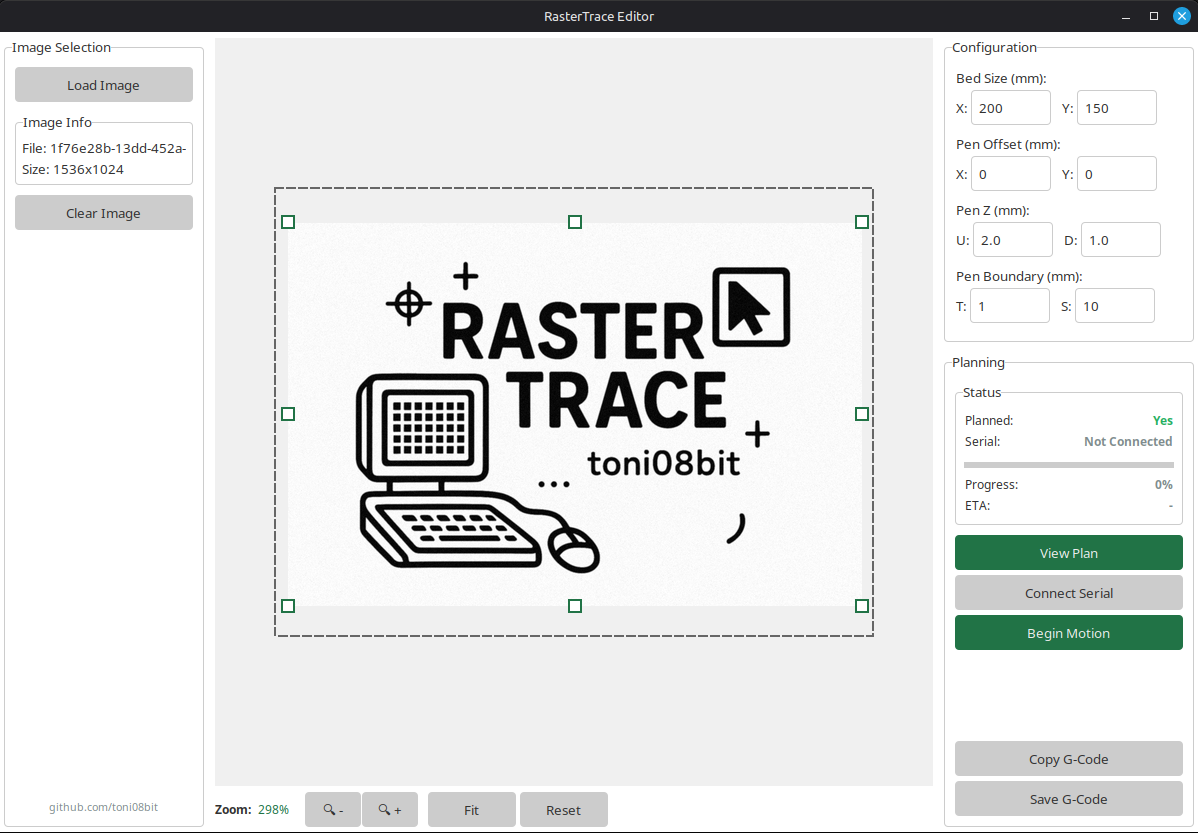 RasterTrace Editor
Image Selection
Load Image
Image Info
File: 1f76e28b-13dd-452a-
Size: 1536x1024
Clear Image
github.com/toni08bit
RASTER
TRACE
toni08bit
...
Zoom: 298%
-
+
Fit
Reset
Configuration
Bed Size (mm):
X: 200 Y: 150
Pen Offset (mm):
X: 0 Y: 0
Pen Z (mm):
U: 2.0 D: 1.0
Pen Boundary (mm):
T: 1 S: 10
Planning
Status
Planned: Yes
Serial: Not Connected
Progress: 0%
ETA: -
View Plan
Connect Serial
Begin Motion
Copy G-Code
Save G-Code